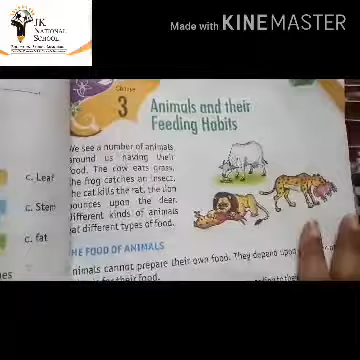 JK
NATIONAL
SCHOOL
Made with KINEMASTER
Chapter
3
Animals and their
Feeding Habits
We see a number of animals
around us having their
food. The cow eats grass,
the frog catches an insect,
the cat kills the rat, the lion
pounces upon the deer.
Different kinds of animals
eat different types of food.
c. Leaf
c. Stem
c. fat
THE FOOD OF ANIMALS
Animals cannot prepare their own food. They depend upon
for their food.